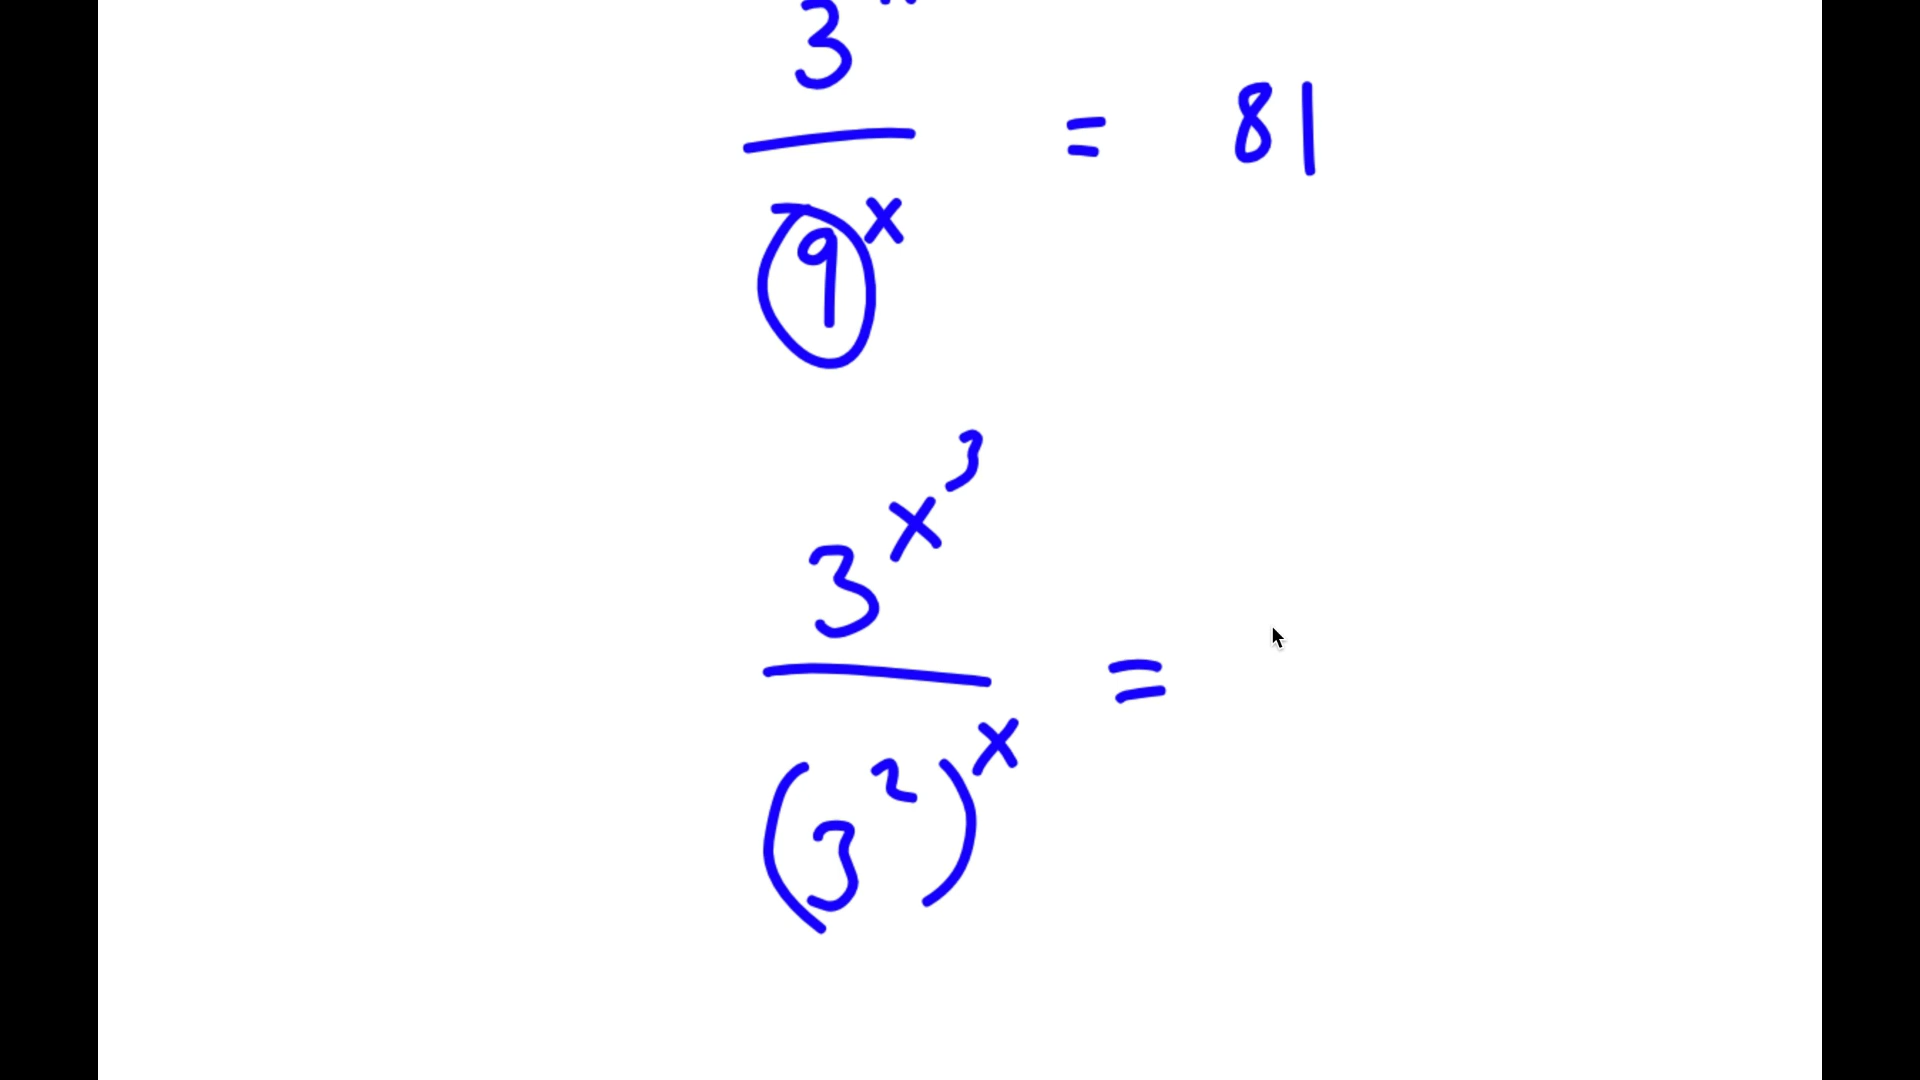 3
— = 81
9^x
3^x^3
— =
(3^2)^x